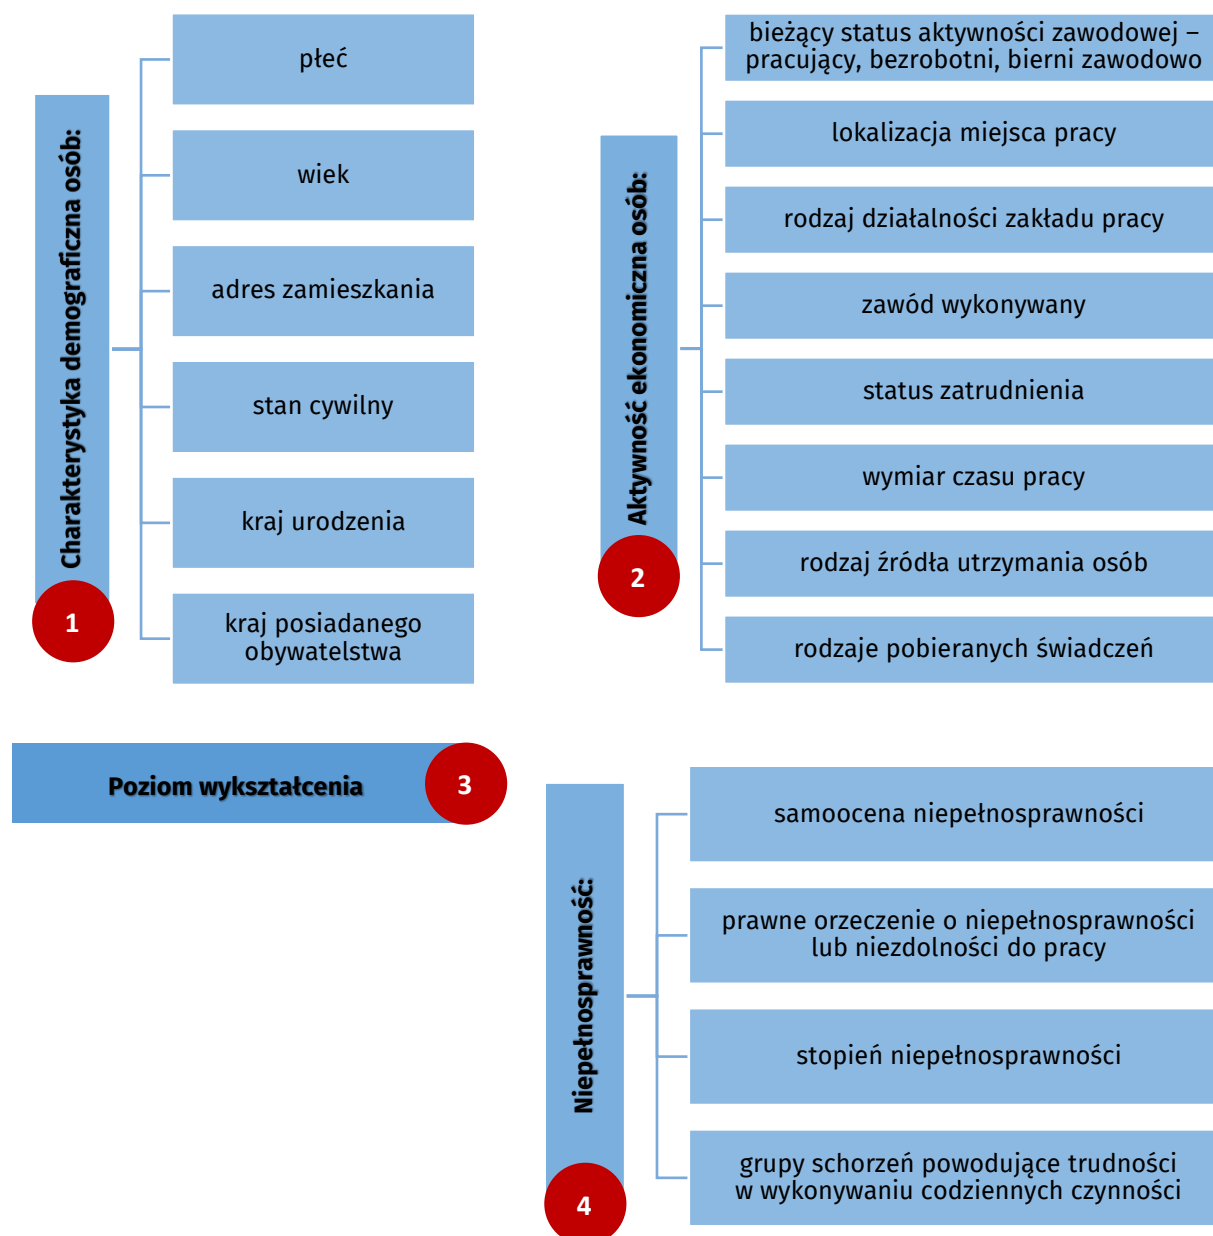 Charakterystyka demograficzna osób:
1
płeć
wiek
adres zamieszkania
stan cywilny
kraj urodzenia
kraj posiadanego
obywatelstwa
Aktywność ekonomiczna osób:
2
bieżący status aktywności zawodowej –
pracujący, bezrobotni, bierni zawodowo
lokalizacja miejsca pracy
rodzaj działalności zakładu pracy
zawód wykonywany
status zatrudnienia
wymiar czasu pracy
rodzaj źródła utrzymania osób
rodzaje pobieranych świadczeń
Poziom wykształcenia
3
Niepełnosprawność:
4
samoocena niepełnosprawności
prawne orzeczenie o niepełnosprawności
lub niezdolności do pracy
stopień niepełnosprawności
grupy schorzeń powodujące trudności
w wykonywaniu codziennych czynności